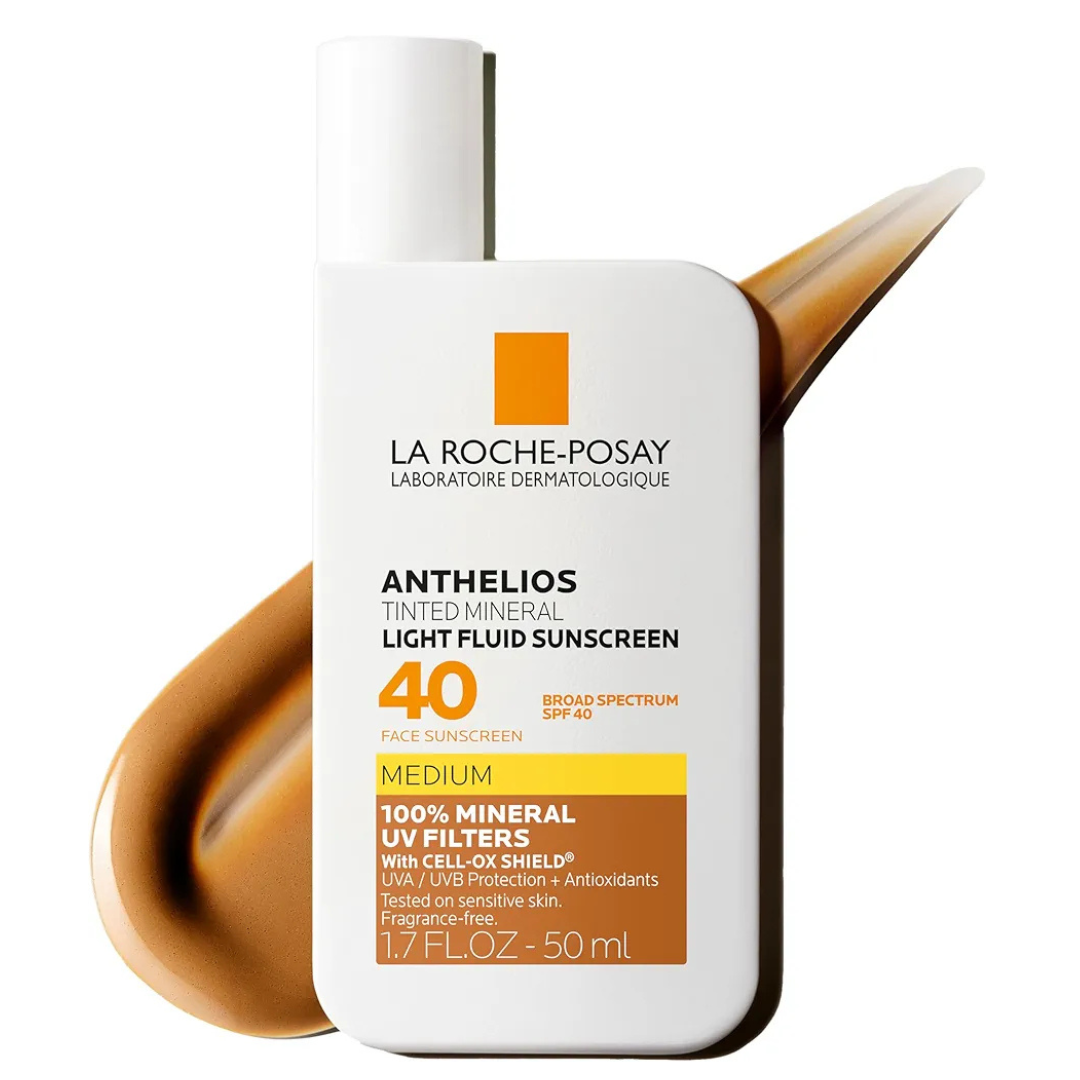 LA ROCHE-POSAY
LABORATOIRE DERMATOLOGIQUE
ANTHELIOS
TINTED MINERAL
LIGHT FLUID SUNSCREEN
40
BROAD SPECTRUM
SPF 40
FACE SUNSCREEN
MEDIUM
100% MINERAL
UV FILTERS
With CELL-OX SHIELD®
UVA / UVB Protection + Antioxidants
Tested on sensitive skin.
Fragrance-free.
1.7 FL.OZ - 50 ml